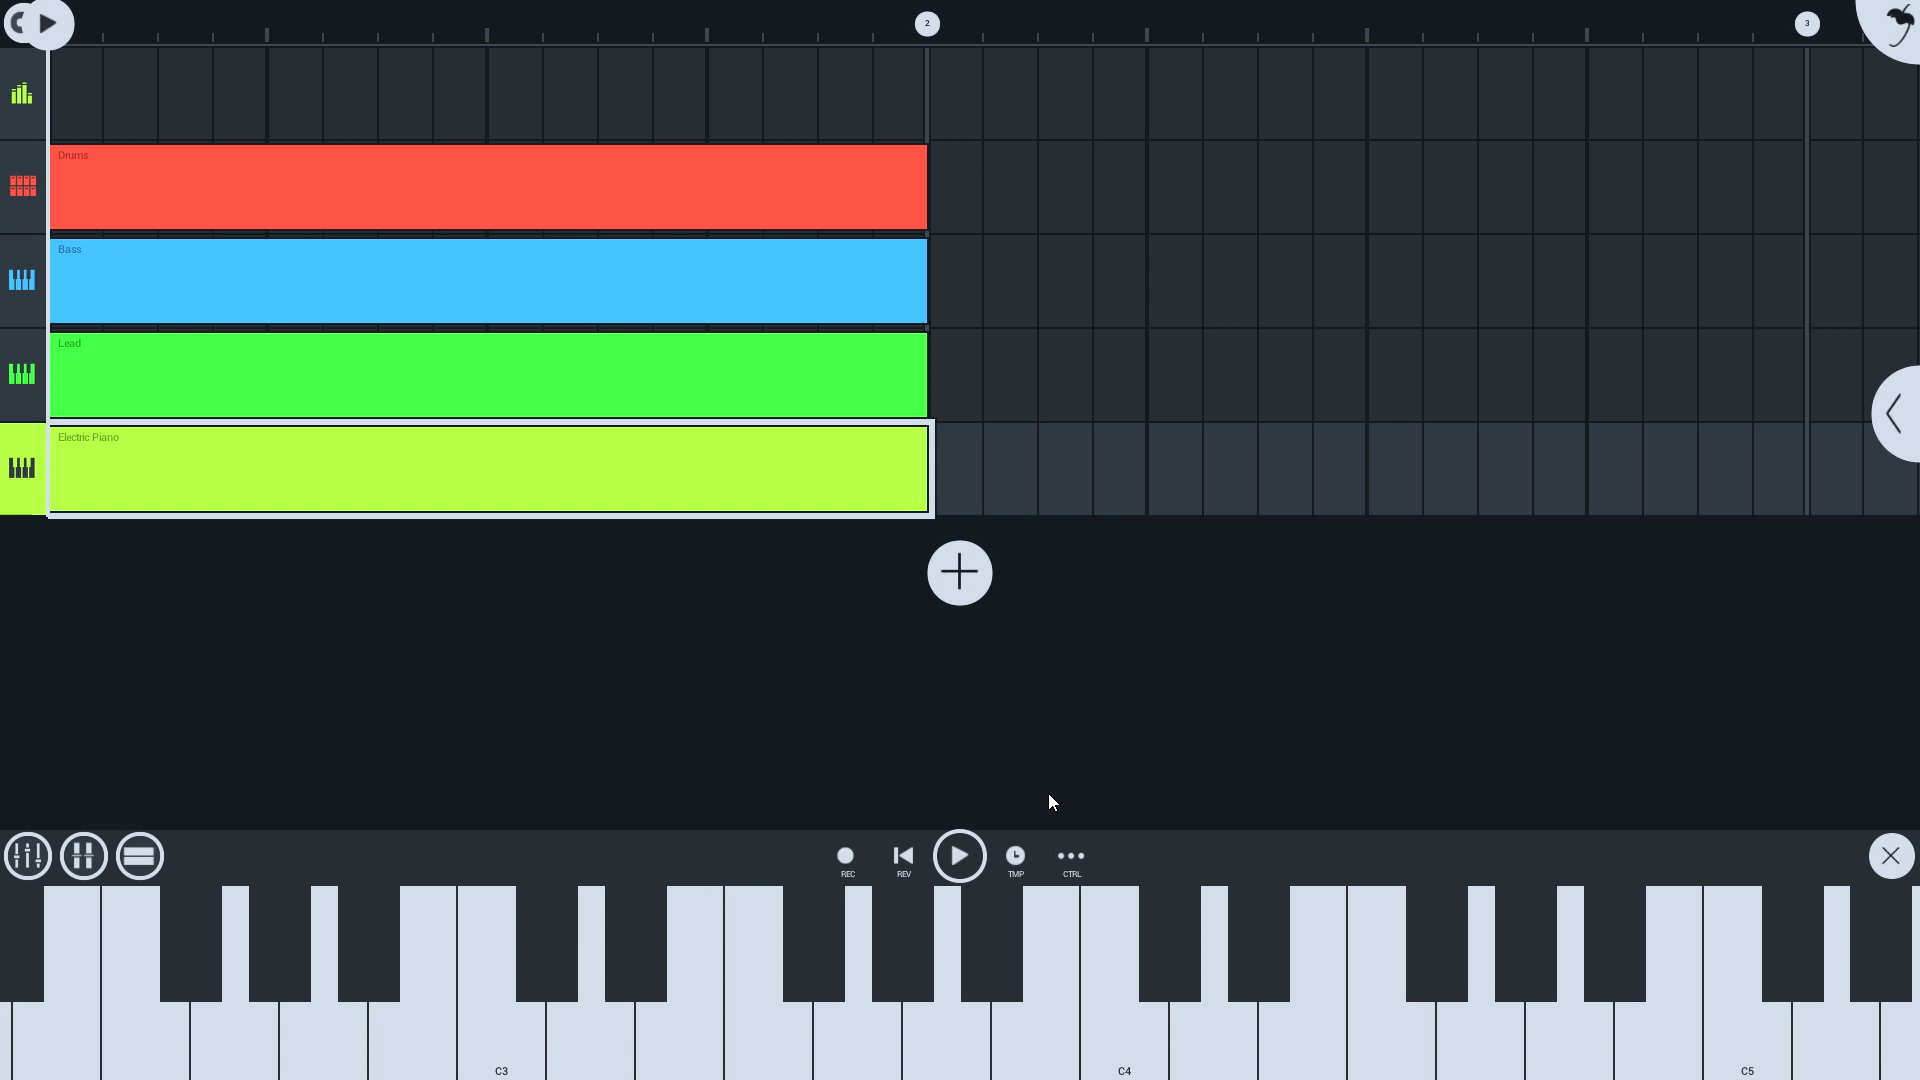 2
3
Drums
Bass
Lead
Electric Piano
REC
REV
TMP
CTRL
C3
C4
C5